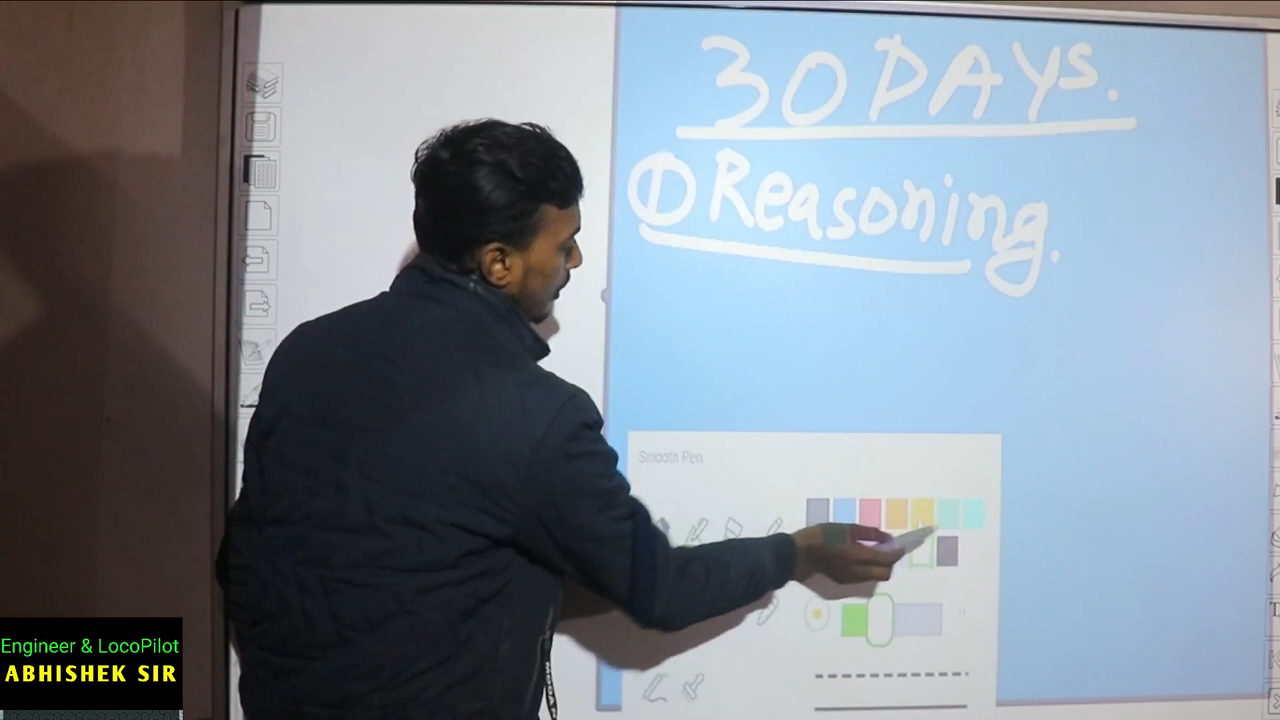 30 DAYS.
① Reasoning.
Smooth Pen
Engineer & LocoPilot
ABHISHEK SIR